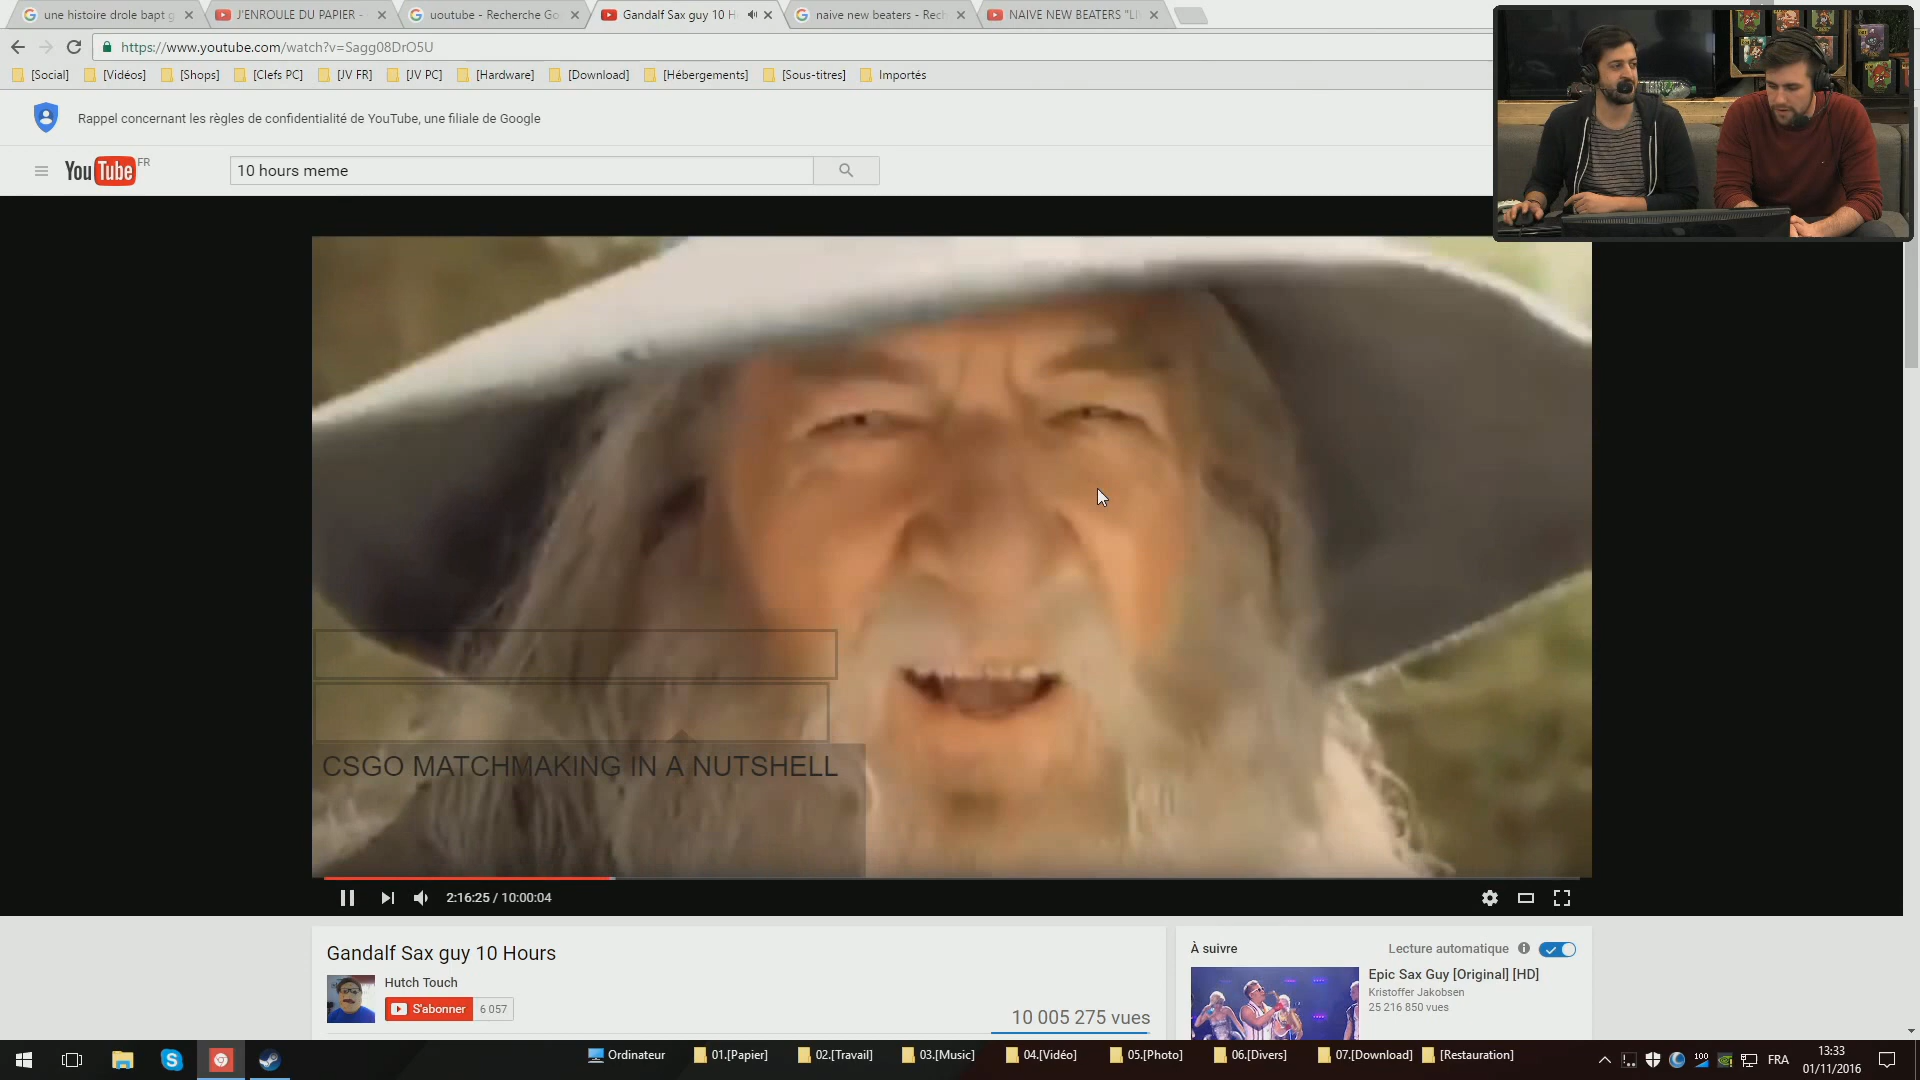 une histoire drole bapt g
J'ENROULE DU PAPIER -
uoutube - Recherche Go
Gandalf Sax guy 10 H
naive new beaters - Rech
NAIVE NEW BEATERS "LI
https://www.youtube.com/watch?v=Sagg08DrO5U
[Social]
[Vidéos]
[Shops]
[Clefs PC]
[JV FR]
[JV PC]
[Hardware]
[Download]
[Hébergements]
[Sous-titres]
Importés
Rappel concernant les règles de confidentialité de YouTube, une filiale de Google
YouTube FR
10 hours meme
CSGO MATCHMAKING IN A NUTSHELL
2:16:25 / 10:00:04
Gandalf Sax guy 10 Hours
Hutch Touch
S'abonner 6 057
10 005 275 vues
À suivre
Lecture automatique
Epic Sax Guy [Original] [HD]
Kristoffer Jakobsen
25 216 850 vues
Ordinateur
01.[Papier]
02.[Travail]
03.[Music]
04.[Vidéo]
05.[Photo]
06.[Divers]
07.[Download]
[Restauration]
100
FRA
13:33
01/11/2016